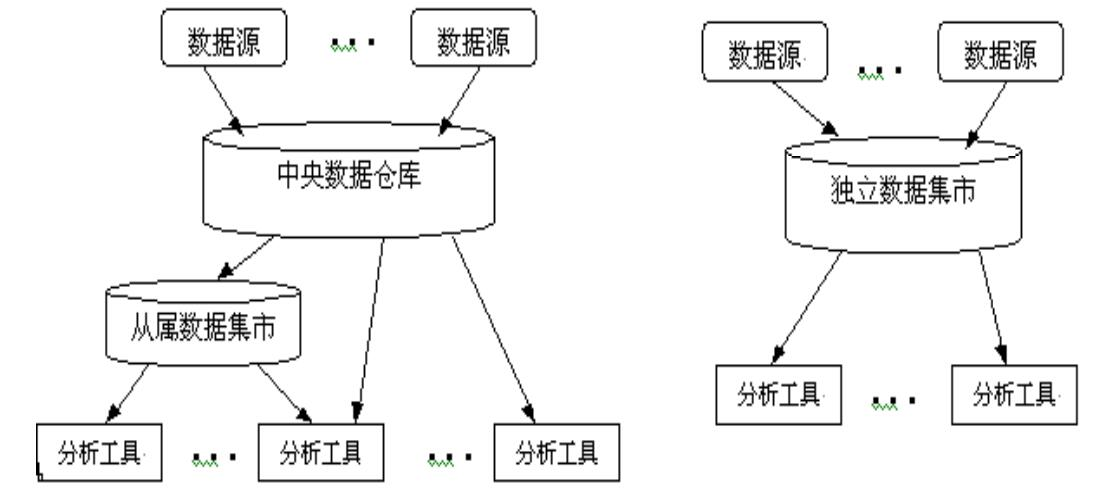 数据源
...
数据源
中央数据仓库
从属数据集市
分析工具
...
分析工具
...
分析工具
数据源
...
数据源
独立数据集市
分析工具
...
分析工具